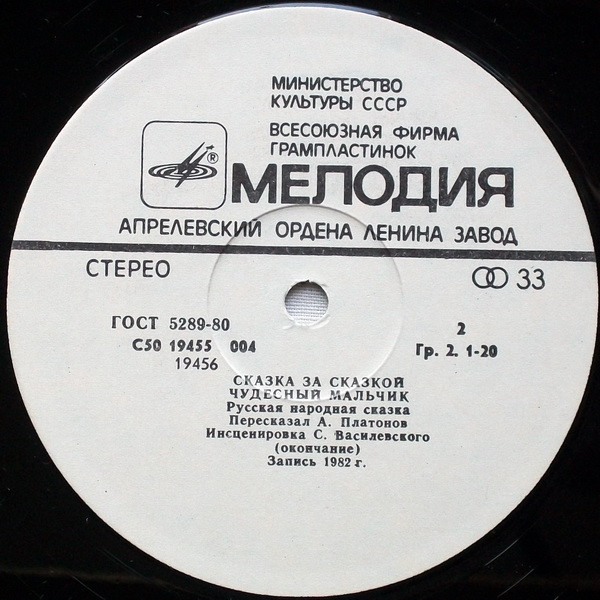 МИНИСТЕРСТВО
КУЛЬТУРЫ СССР
ВСЕСОЮЗНАЯ ФИРМА
ГРАМПЛАСТИНОК
®
МЕЛОДИЯ
АПРЕЛЕВСКИЙ ОРДЕНА ЛЕНИНА ЗАВОД
СТЕРЕО 33
ГОСТ 5289-80 2
С50 19455 004 Гр. 2. 1-20
19456
СКАЗКА ЗА СКАЗКОЙ
ЧУДЕСНЫЙ МАЛЬЧИК
Русская народная сказка
Пересказал А. Платонов
Инсценировка С. Василевского
(окончание)
Запись 1982 г.